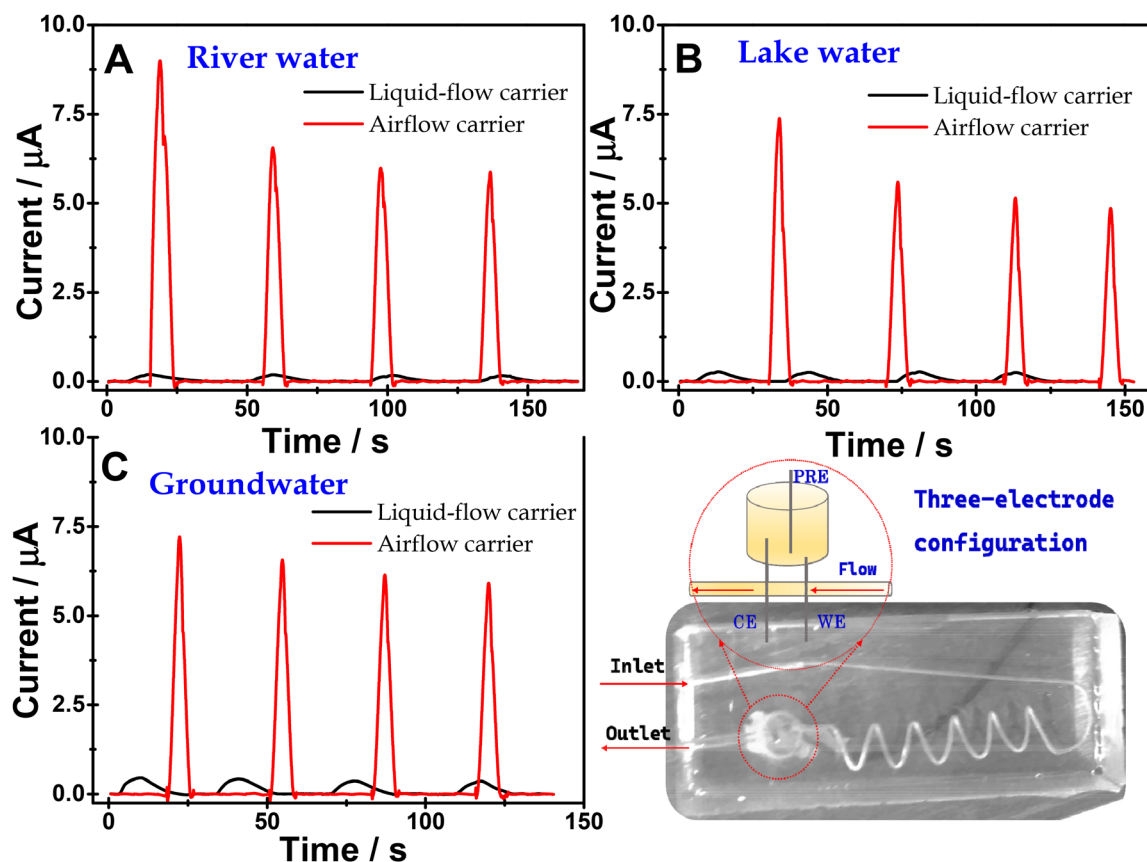 A
River water
Liquid-flow carrier
Airflow carrier
Current / μA
10.0
7.5
5.0
2.5
0.0
0
50
100
150
Time / s
B
Lake water
Liquid-flow carrier
Airflow carrier
Current / μA
10.0
7.5
5.0
2.5
0.0
0
50
100
150
Time / s
C
Groundwater
Liquid-flow carrier
Airflow carrier
Current / μA
10.0
7.5
5.0
2.5
0.0
0
50
100
150
Time / s
PRE
Three-electrode
configuration
Flow
CE
WE
Inlet
Outlet